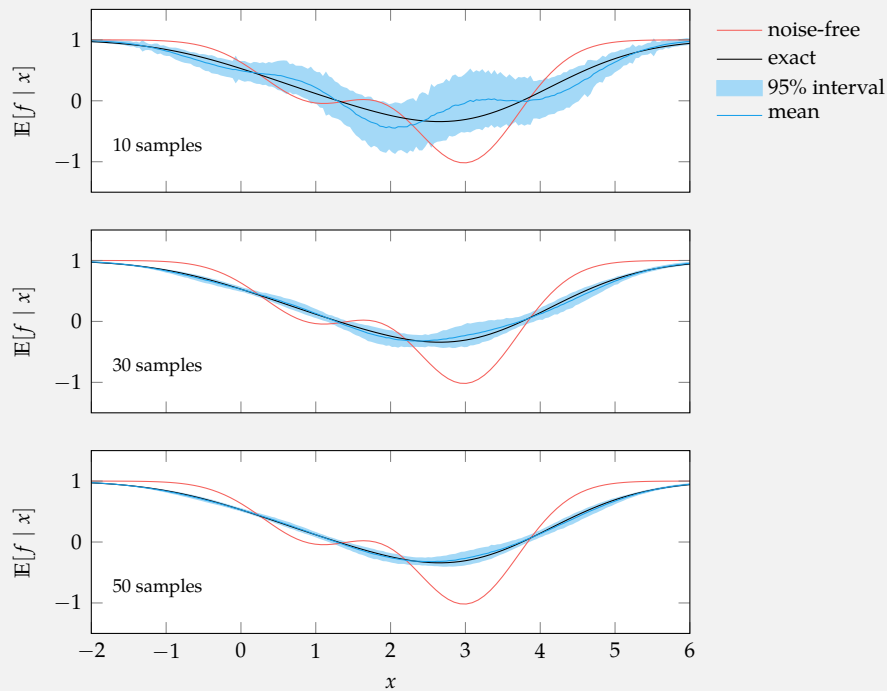 1
0
−1
𝔼[f | x]
10 samples
noise-free
exact
95% interval
mean
1
0
−1
𝔼[f | x]
30 samples
1
0
−1
𝔼[f | x]
50 samples
−2 −1 0 1 2 3 4 5 6
x